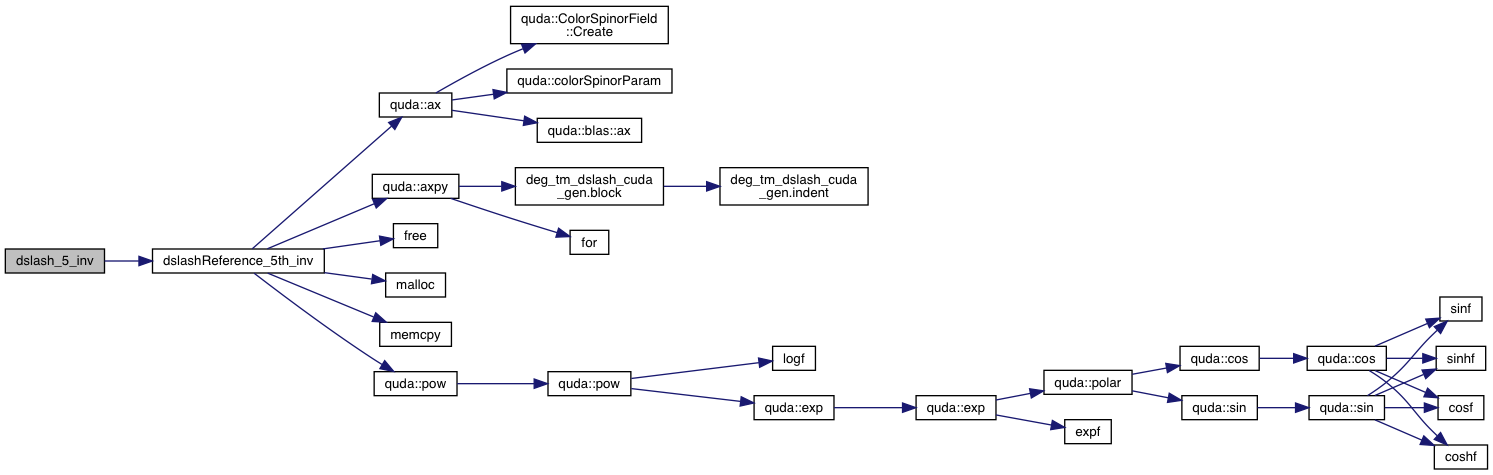 quda::ColorSpinorField
::Create
quda::colorSpinorParam
quda::ax
quda::blas::ax
quda::axpy
deg_tm_dslash_cuda
_gen.block
deg_tm_dslash_cuda
_gen.indent
free
for
dslash_5_inv
dslashReference_5th_inv
malloc
memcpy
sinf
logf
quda::cos
quda::cos
sinhf
quda::pow
quda::pow
quda::polar
quda::exp
quda::exp
quda::sin
quda::sin
cosf
expf
coshf